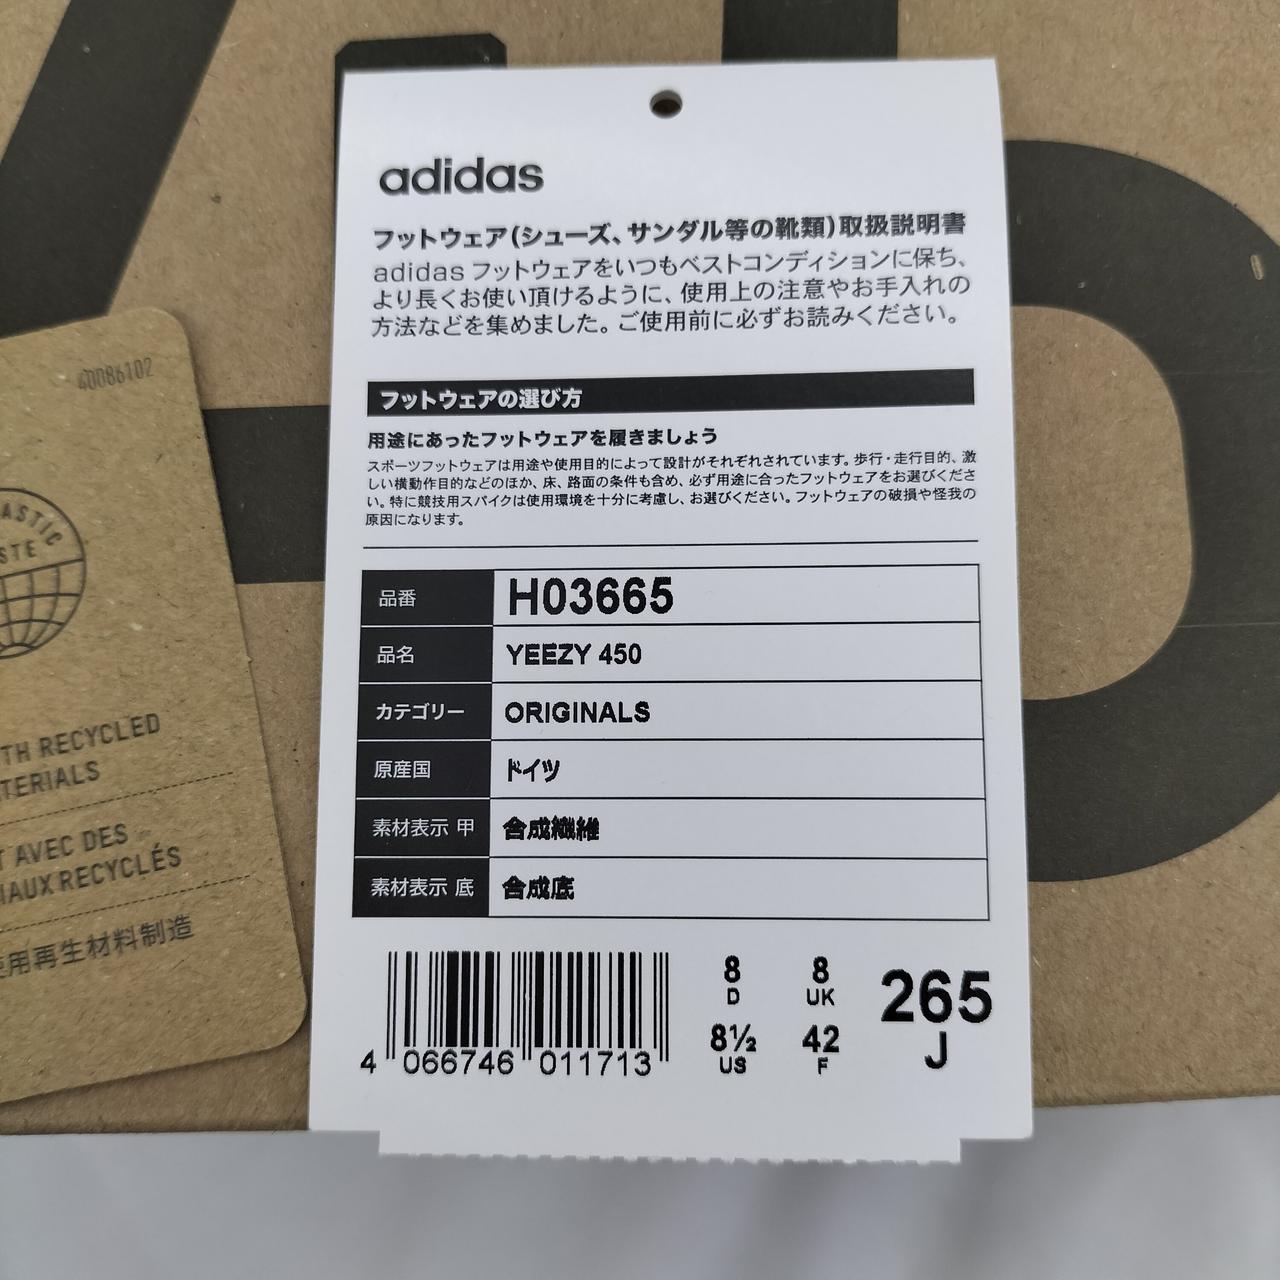 adidas
フットウェア(シューズ、サンダル等の靴類)取扱説明書
adidas フットウェアをいつもベストコンディションに保ち、
より長くお使い頂けるように、使用上の注意やお手入れの
方法などを集めました。ご使用前に必ずお読みください。
フットウェアの選び方
用途にあったフットウェアを履きましょう
スポーツフットウェアは用途や使用目的によって設計がそれぞれされています。歩行・走行目的、激
しい横動作目的などのほか、床、路面の条件も含め、必ず用途に合ったフットウェアをお選びくださ
い。特に競技用スパイクは使用環境を十分に考慮し、お選びください。フットウェアの破損や怪我の
原因になります。
品番 H03665
品名 YEEZY 450
カテゴリー ORIGINALS
原産国 ドイツ
素材表示 甲 合成繊維
素材表示 底 合成底
4 066746 011713
8 D
8 UK
8½ US
42 F
265 J
40086102
ASTIC
STE
TH RECYCLED
TERIALS
T AVEC DES
IAUX RECYCLÉS
使用再生材料制造